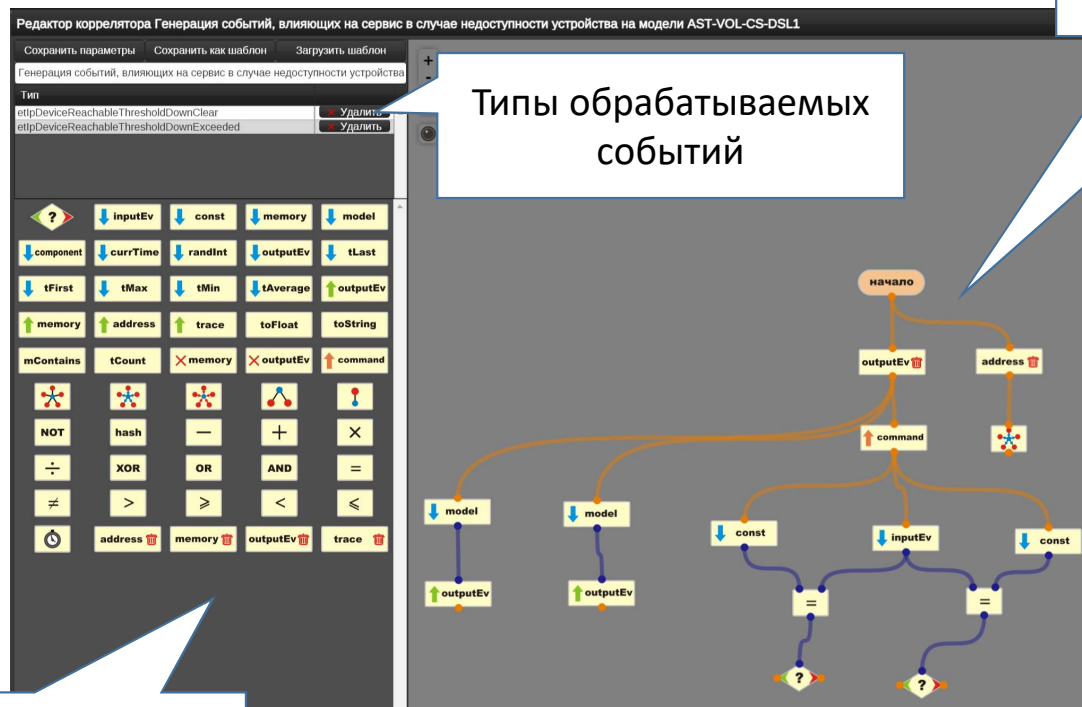 Редактор коррелятора Генерация событий, влияющих на сервис в случае недоступности устройства на модели AST-VOL-CS-DSL1
Сохранить параметры Сохранить как шаблон Загрузить шаблон
Генерация событий, влияющих на сервис в случае недоступности устройства
Тип
etIpDeviceReachableThresholdDownClear Удалить
etIpDeviceReachableThresholdDownExceeded Удалить
Типы обрабатываемых
событий
? inputEv const memory model
component currTime randInt outputEv tLast
tFirst tMax tMin tAverage outputEv
memory address trace toFloat toString
mContains tCount memory outputEv command
NOT hash — + ×
÷ XOR OR AND =
≠ > ⩾ < ⩽
address memory outputEv trace
начало
outputEv address
command
model model const inputEv const
outputEv outputEv = =
? ?